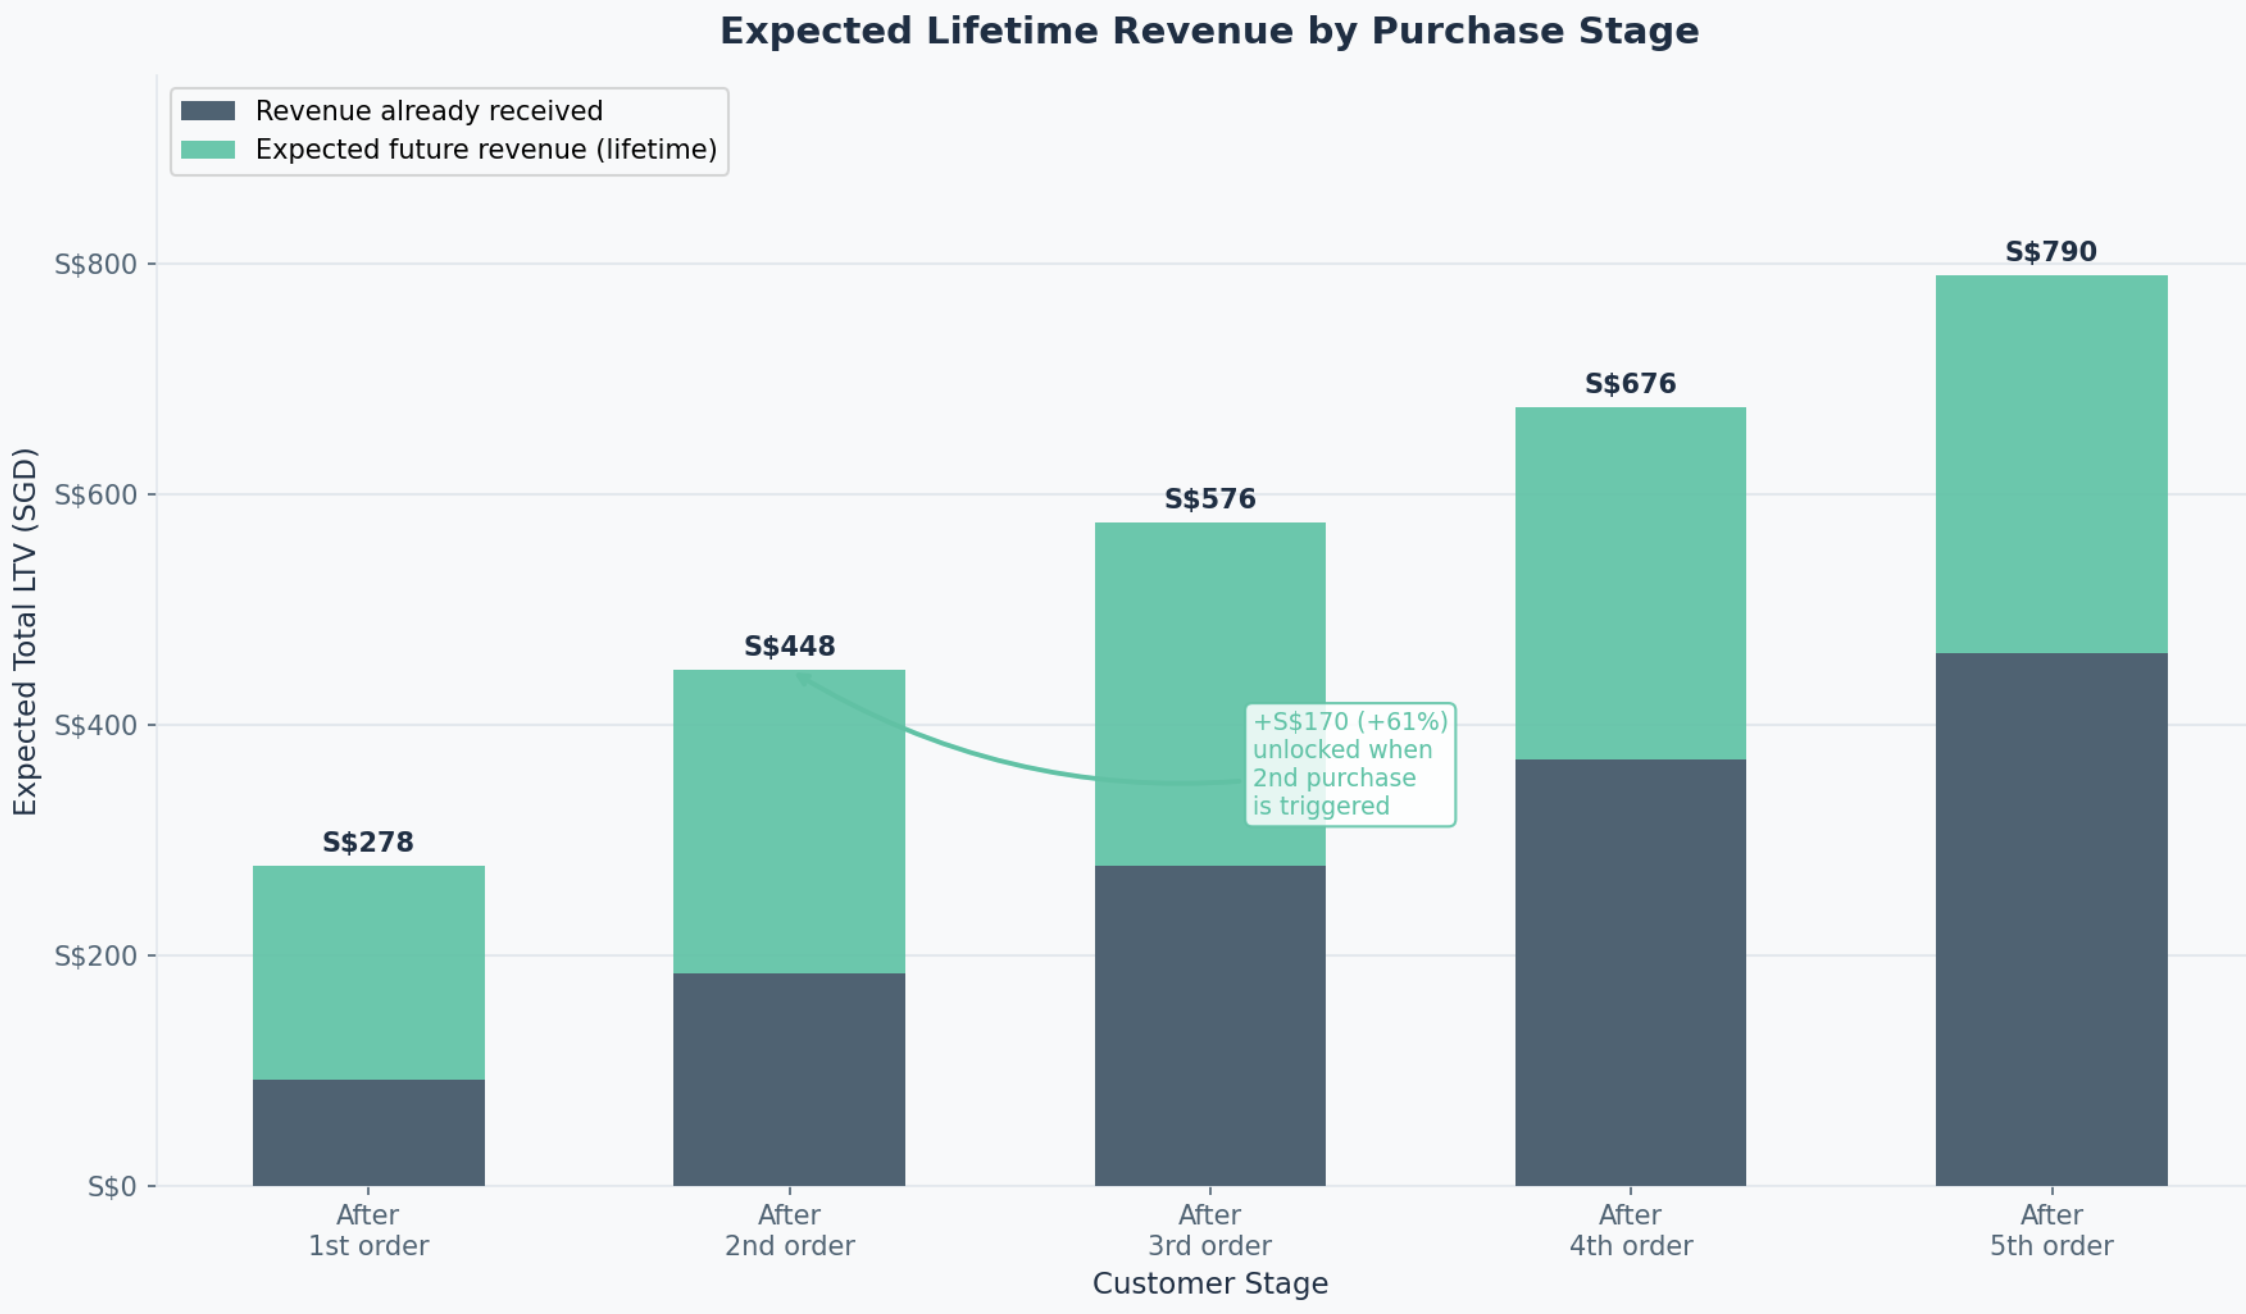 Expected Lifetime Revenue by Purchase Stage
Revenue already received
Expected future revenue (lifetime)
Expected Total LTV (SGD)
S$800
S$600
S$400
S$200
S$0
S$278
S$448
S$576
S$676
S$790
+S$170 (+61%)
unlocked when
2nd purchase
is triggered
After
1st order
After
2nd order
After
3rd order
After
4th order
After
5th order
Customer Stage